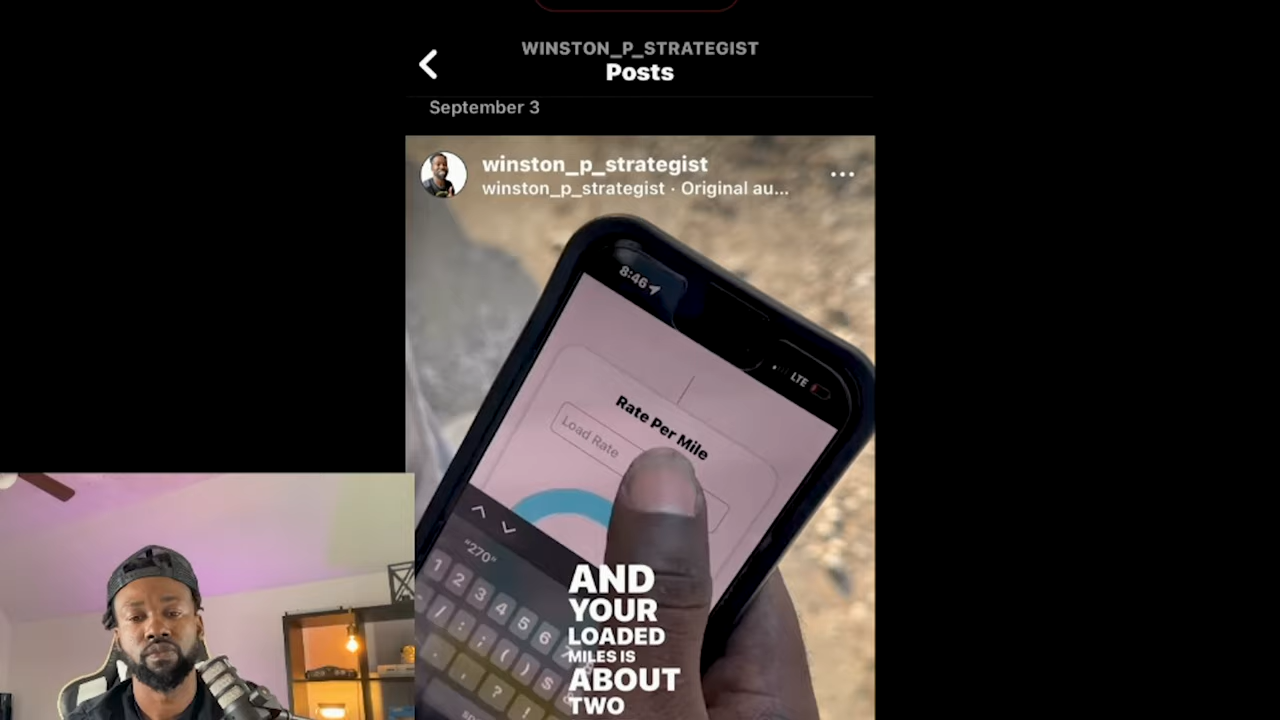 WINSTON_P_STRATEGIST
Posts
September 3
winston_p_strategist
winston_p_strategist · Original au...
8:46
LTE
Rate Per Mile
Load Rate
"270"
1 2 3 4 5 6
/ : ; ( ) $
. , ? !
AND
YOUR
LOADED
MILES IS
ABOUT
TWO